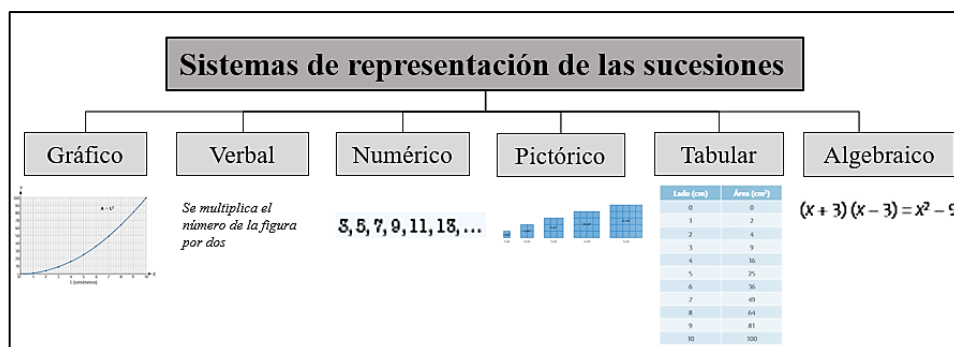 Sistemas de representación de las sucesiones
Gráfico
Verbal
Numérico
Pictórico
Tabular
Algebraico
A = L²
Se multiplica el
número de la figura
por dos
3, 5, 7, 9, 11, 13, ...
Lado (cm) Área (cm²)
0 0
1 2
2 4
3 9
4 16
5 25
6 36
7 49
8 64
9 81
10 100
(x + 3) (x − 3) = x² − 9